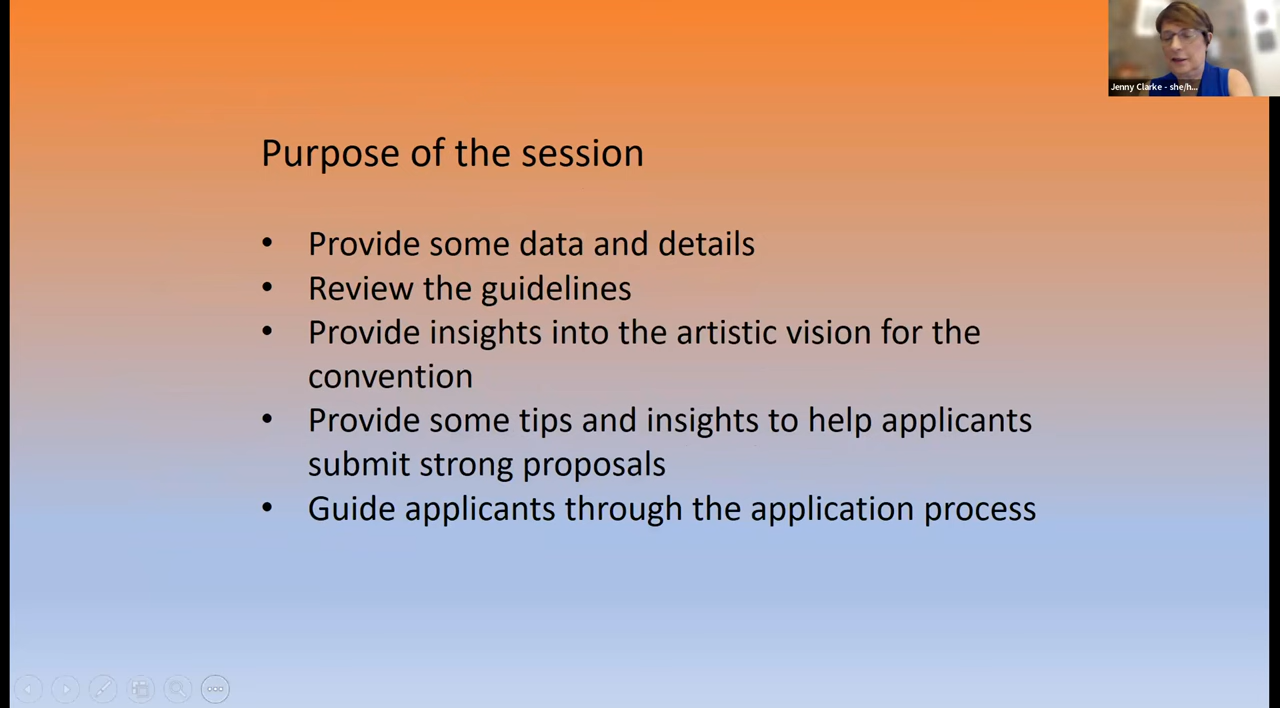 Jenny Clarke - she/h...
Purpose of the session
• Provide some data and details
• Review the guidelines
• Provide insights into the artistic vision for the
convention
• Provide some tips and insights to help applicants
submit strong proposals
• Guide applicants through the application process